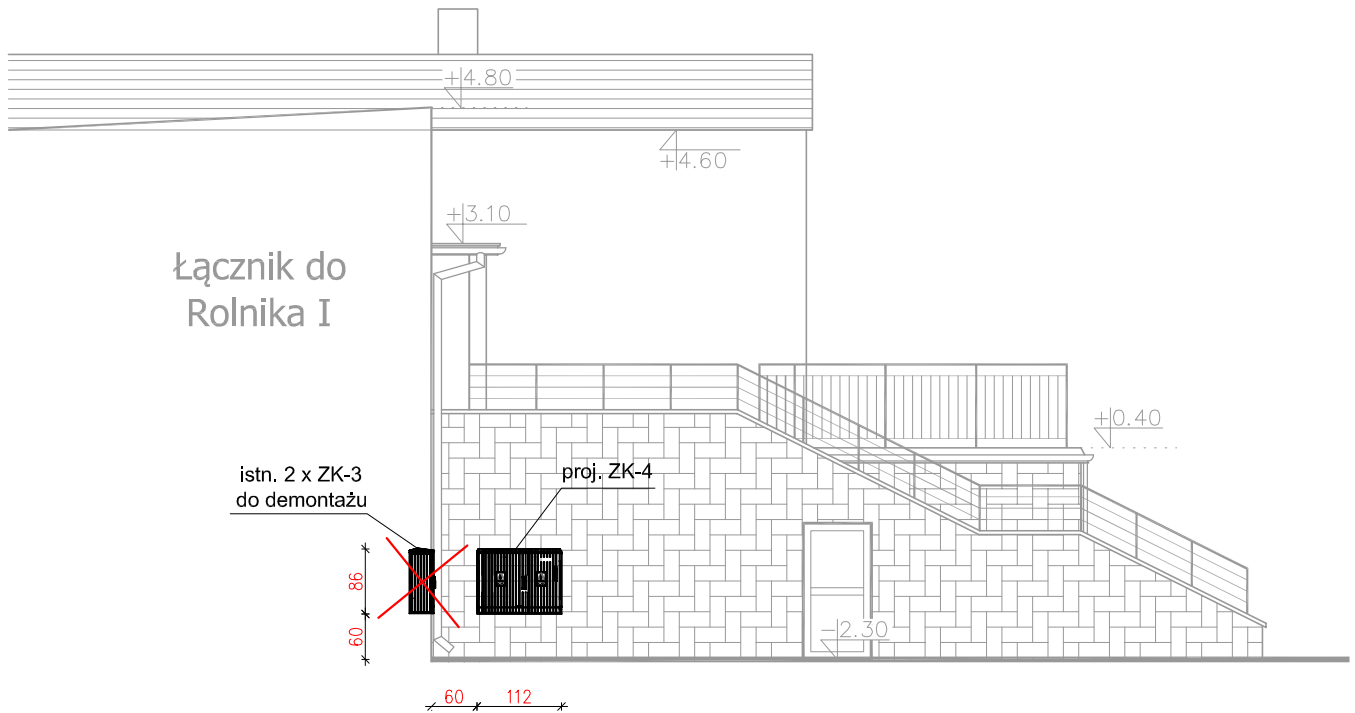 +4.80
+4.60
+3.10
Łącznik do
Rolnika I
+0.40
istn. 2 x ZK-3
do demontażu
proj. ZK-4
86
60
-2.30
60
112